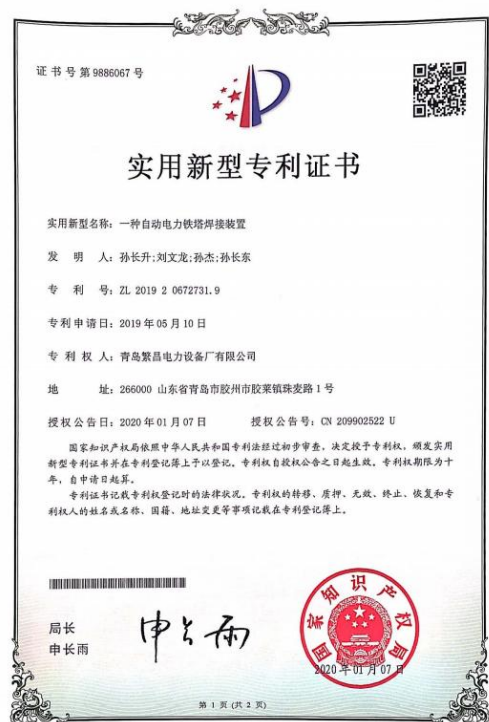 证书号第9886067号
实用新型专利证书
实用新型名称：一种自动电力铁塔焊接装置
发 明 人：孙长升;刘文龙;孙杰;孙长东
专 利 号：ZL 2019 2 0672731.9
专利申请日：2019年05月10日
专 利 权 人：青岛繁昌电力设备厂有限公司
地 址：266000 山东省青岛市胶州市胶莱镇珠麦路1号
授权公告日：2020年01月07日 授权公告号：CN 209902522 U
国家知识产权局依照中华人民共和国专利法经过初步审查，决定授予专利权，颁发实用
新型专利证书并在专利登记簿上予以登记。专利权自授权公告之日起生效。专利权期限为十
年，自申请日起算。
专利证书记载专利权登记时的法律状况。专利权的转移、质押、无效、终止、恢复和专
利权人的姓名或名称、国籍、地址变更等事项记载在专利登记簿上。
局长
申长雨
申长雨
国家知识产权局
2020年01月07日
第 1 页 (共 2 页)